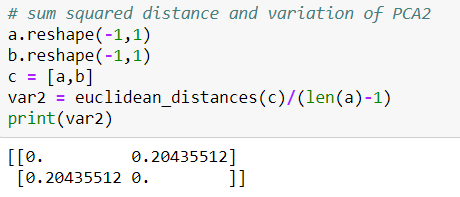 # sum squared distance and variation of PCA2
a.reshape(-1,1)
b.reshape(-1,1)
c = [a,b]
var2 = euclidean_distances(c)/(len(a)-1)
print(var2)
[[0.         0.20435512]
 [0.20435512 0.        ]]